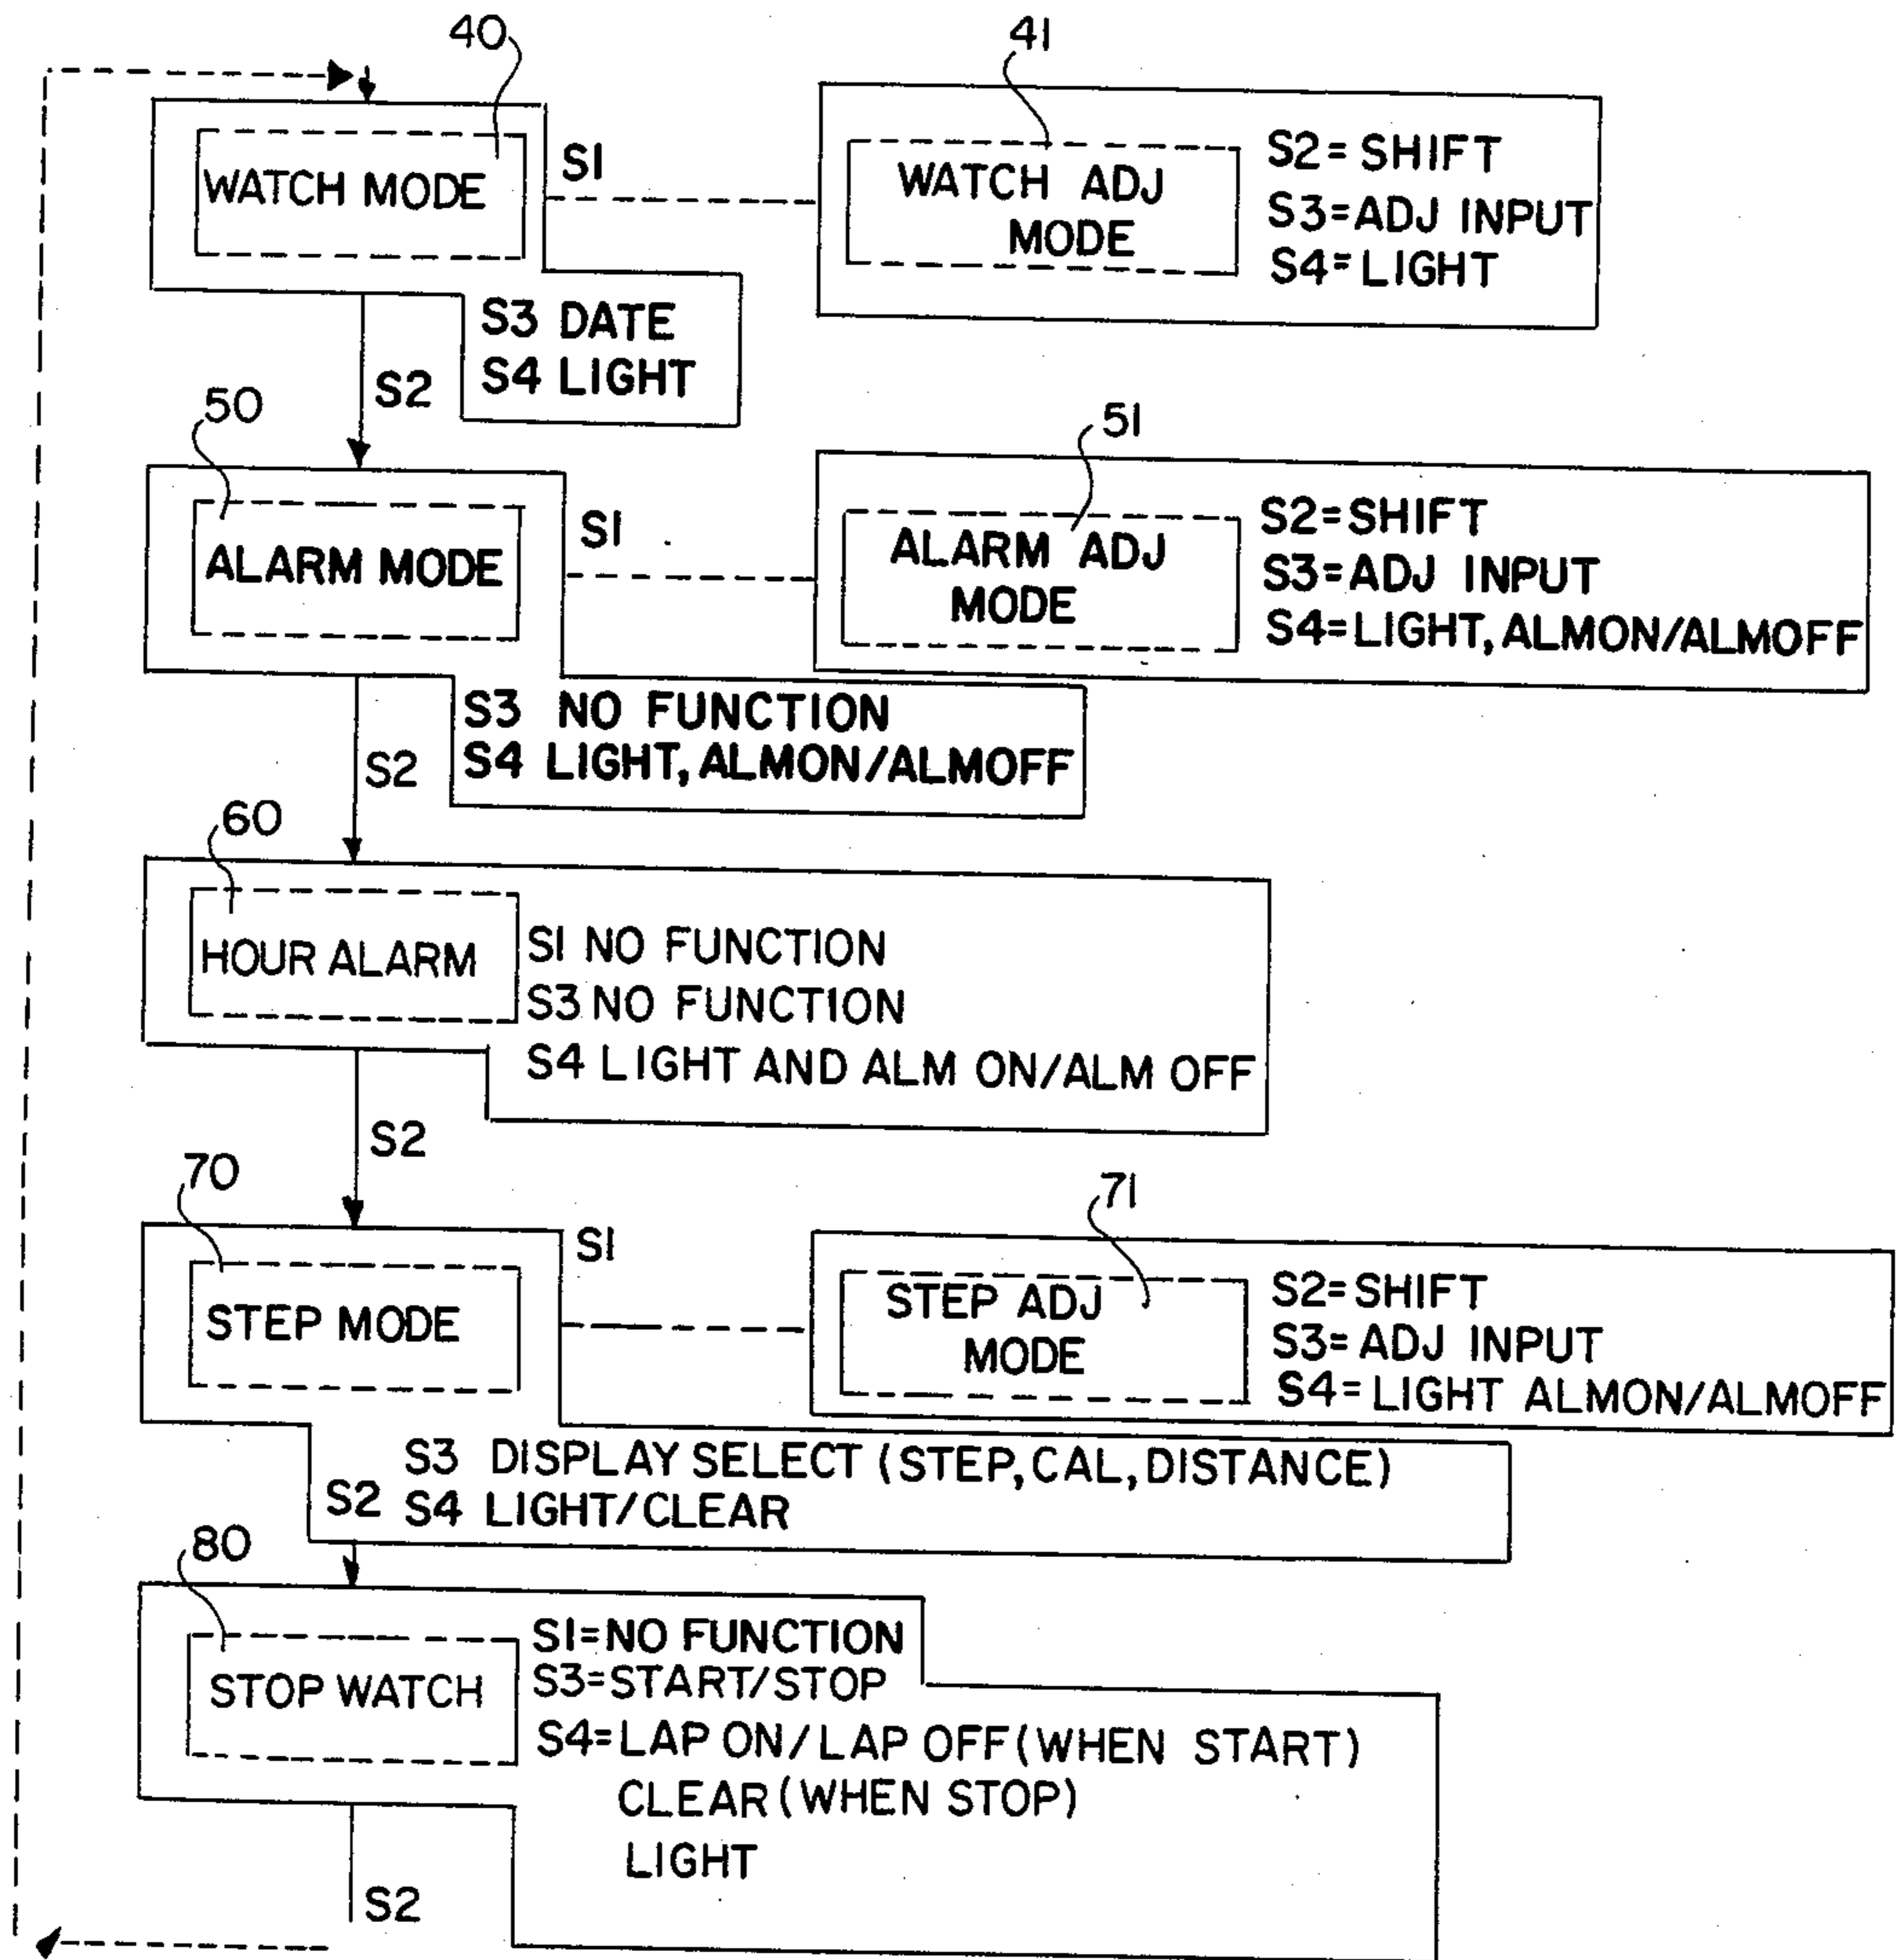 40
41
WATCH MODE
S1
WATCH ADJ
MODE
S2=SHIFT
S3=ADJ INPUT
S4=LIGHT
S3 DATE
S4 LIGHT
S2
50
51
ALARM MODE
S1
ALARM ADJ
MODE
S2=SHIFT
S3=ADJ INPUT
S4=LIGHT, ALMON/ALMOFF
S3 NO FUNCTION
S4 LIGHT, ALMON/ALMOFF
S2
60
HOUR ALARM
S1 NO FUNCTION
S3 NO FUNCTION
S4 LIGHT AND ALM ON/ALM OFF
S2
70
71
STEP MODE
S1
STEP ADJ
MODE
S2=SHIFT
S3=ADJ INPUT
S4=LIGHT ALMON/ALMOFF
S3 DISPLAY SELECT (STEP, CAL, DISTANCE)
S4 LIGHT/CLEAR
S2
80
STOP WATCH
S1=NO FUNCTION
S3=START/STOP
S4=LAP ON/LAP OFF (WHEN START)
CLEAR (WHEN STOP)
LIGHT
S2